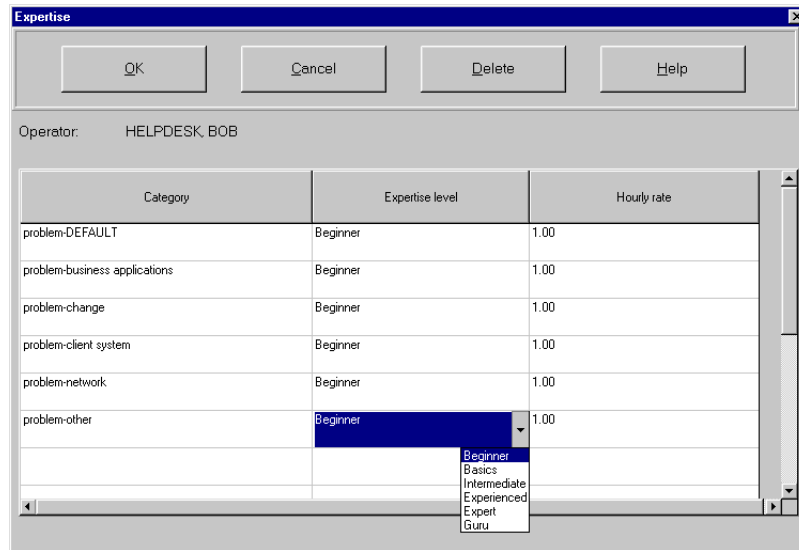 Expertise
OK Cancel Delete Help
Operator: HELPDESK, BOB
Category Expertise level Hourly rate
problem-DEFAULT Beginner 1.00
problem-business applications Beginner 1.00
problem-change Beginner 1.00
problem-client system Beginner 1.00
problem-network Beginner 1.00
problem-other Beginner 1.00
Beginner
Basics
Intermediate
Experienced
Expert
Guru